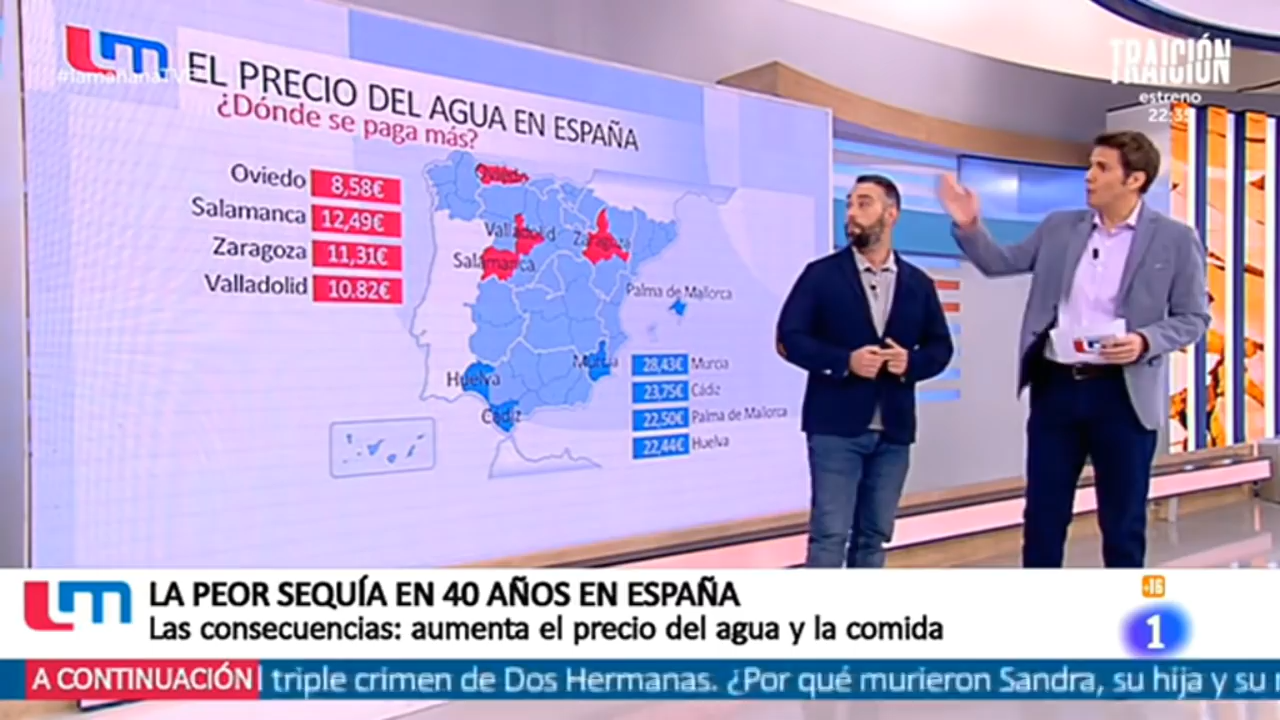 LM
#lamañanaTVE
EL PRECIO DEL AGUA EN ESPAÑA
¿Dónde se paga más?
Oviedo 8,58€
Salamanca 12,49€
Zaragoza 11,31€
Valladolid 10.82€
Oviedo
Valladolid
Zaragoza
Salamanca
Palma de Mallorca
Murcia
Huelva
Cádiz
28,43€ Murcia
23,75€ Cádiz
22,50€ Palma de Mallorca
22,44€ Huelva
TRAICIÓN
estreno
22:35
LM
LM
LA PEOR SEQUÍA EN 40 AÑOS EN ESPAÑA
Las consecuencias: aumenta el precio del agua y la comida
+16
1
A CONTINUACIÓN triple crimen de Dos Hermanas. ¿Por qué murieron Sandra, su hija y su